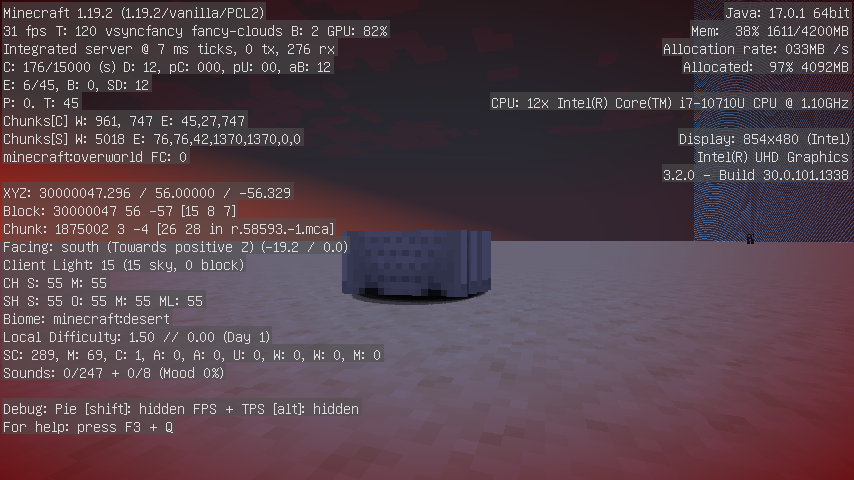 Minecraft 1.19.2 (1.19.2/vanilla/PCL2)
31 fps T: 120 vsyncfancy fancy-clouds B: 2 GPU: 82%
Integrated server @ 7 ms ticks, 0 tx, 276 rx
C: 176/15000 (s) D: 12, pC: 000, pU: 00, aB: 12
E: 6/45, B: 0, SD: 12
P: 0. T: 45
Chunks[C] W: 961, 747 E: 45,27,747
Chunks[S] W: 5018 E: 76,76,42,1370,1370,0,0
minecraft:overworld FC: 0
XYZ: 30000047.296 / 56.00000 / -56.329
Block: 30000047 56 -57 [15 8 7]
Chunk: 1875002 3 -4 [26 28 in r.58593.-1.mca]
Facing: south (Towards positive Z) (-19.2 / 0.0)
Client Light: 15 (15 sky, 0 block)
CH S: 55 M: 55
SH S: 55 O: 55 M: 55 ML: 55
Biome: minecraft:desert
Local Difficulty: 1.50 // 0.00 (Day 1)
SC: 289, M: 69, C: 1, A: 0, A: 0, U: 0, W: 0, W: 0, M: 0
Sounds: 0/247 + 0/8 (Mood 0%)
Debug: Pie [shift]: hidden FPS + TPS [alt]: hidden
For help: press F3 + Q
Java: 17.0.1 64bit
Mem: 38% 1611/4200MB
Allocation rate: 033MB /s
Allocated: 97% 4092MB
CPU: 12x Intel(R) Core(TM) i7-10710U CPU @ 1.10GHz
Display: 854x480 (Intel)
Intel(R) UHD Graphics
3.2.0 - Build 30.0.101.1338